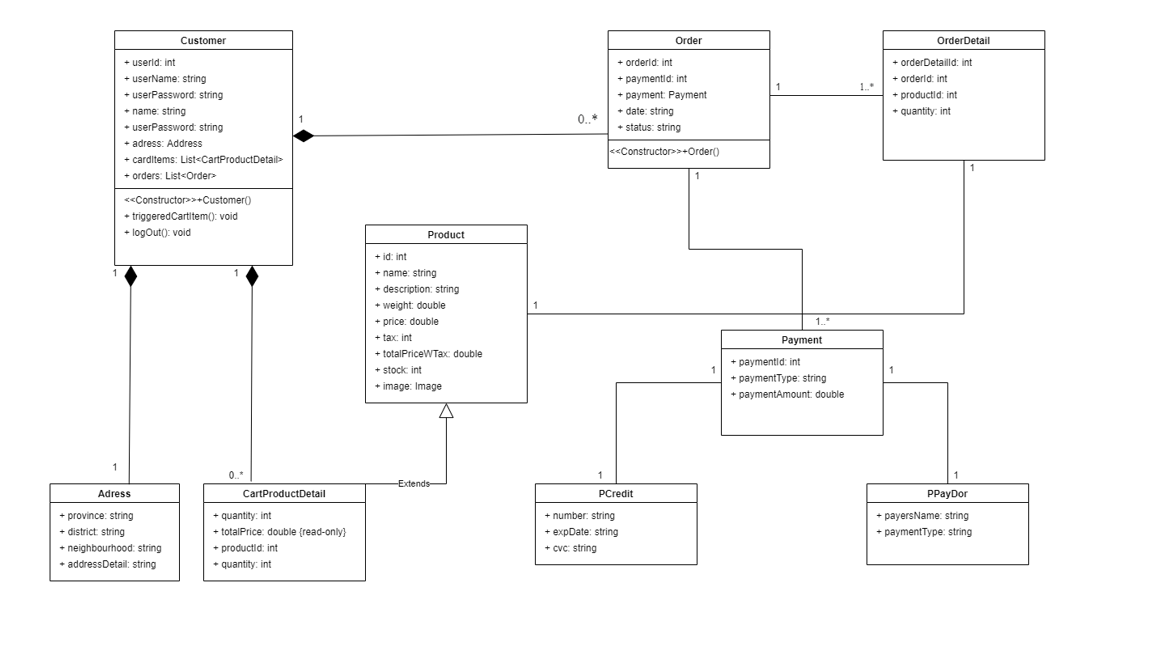 Customer
+ userId: int
+ userName: string
+ userPassword: string
+ name: string
+ userPassword: string
+ adress: Address
+ cardItems: List<CartProductDetail>
+ orders: List<Order>
<<Constructor>>+Customer()
+ triggeredCartItem(): void
+ logOut(): void
1
0..*
Order
+ orderId: int
+ paymentId: int
+ payment: Payment
+ date: string
+ status: string
<<Constructor>>+Order()
1
1..*
OrderDetail
+ orderDetailId: int
+ orderId: int
+ productId: int
+ quantity: int
1
1
Product
+ id: int
+ name: string
+ description: string
+ weight: double
+ price: double
+ tax: int
+ totalPriceWTax: double
+ stock: int
+ image: Image
1
1
1
1..*
Payment
+ paymentId: int
+ paymentType: string
+ paymentAmount: double
1
1
1
0..*
Extends
1
1
Adress
+ province: string
+ district: string
+ neighbourhood: string
+ addressDetail: string
CartProductDetail
+ quantity: int
+ totalPrice: double {read-only}
+ productId: int
+ quantity: int
PCredit
+ number: string
+ expDate: string
+ cvc: string
PPayDor
+ payersName: string
+ paymentType: string